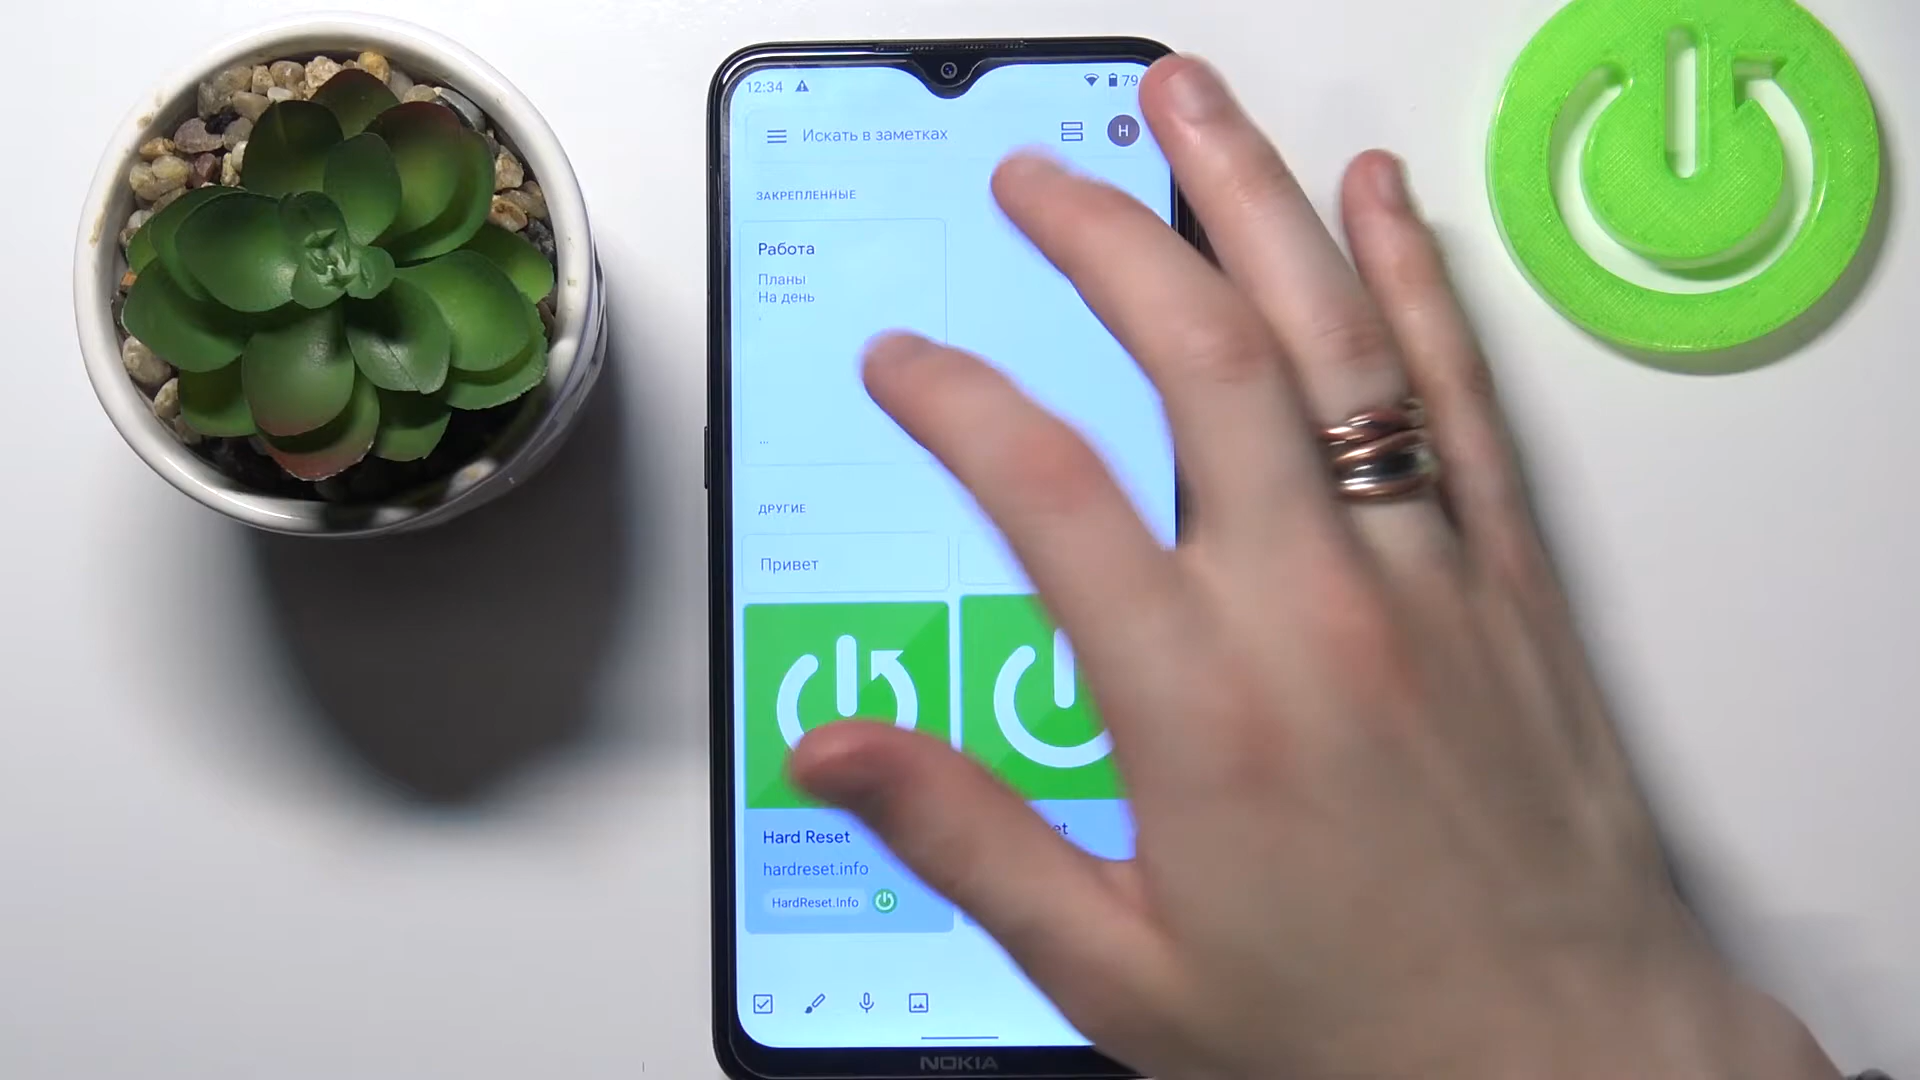 12:34
79
Искать в заметках
H
ЗАКРЕПЛЕННЫЕ
Работа
Планы
На день
...
ДРУГИЕ
Привет
Hard Reset
hardreset.info
HardReset.Info
NOKIA